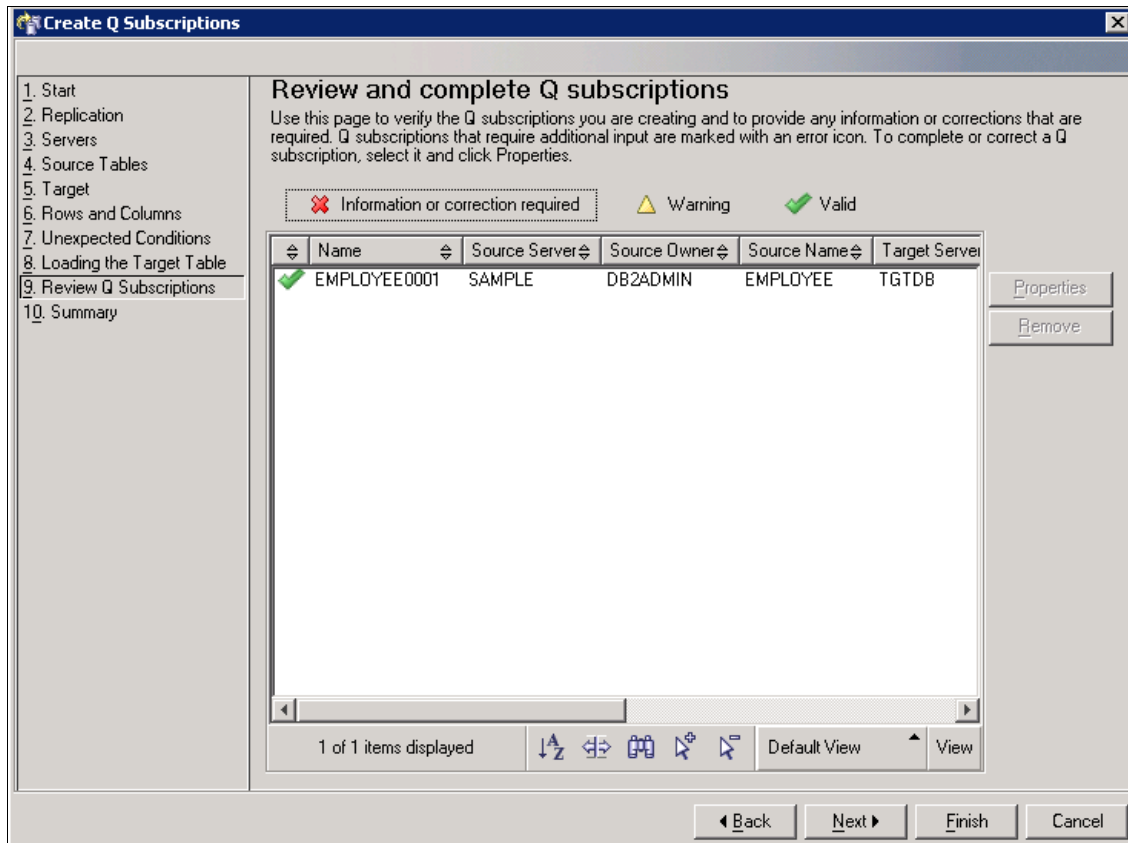 Create Q Subscriptions
1. Start
2. Replication
3. Servers
4. Source Tables
5. Target
6. Rows and Columns
7. Unexpected Conditions
8. Loading the Target Table
9. Review Q Subscriptions
10. Summary
Review and complete Q subscriptions
Use this page to verify the Q subscriptions you are creating and to provide any information or corrections that are
required. Q subscriptions that require additional input are marked with an error icon. To complete or correct a Q
subscription, select it and click Properties.
Information or correction required Warning Valid
Name Source Server Source Owner Source Name Target Server
EMPLOYEE0001 SAMPLE DB2ADMIN EMPLOYEE TGTDB
Properties
Remove
1 of 1 items displayed Default View View
Back Next Finish Cancel